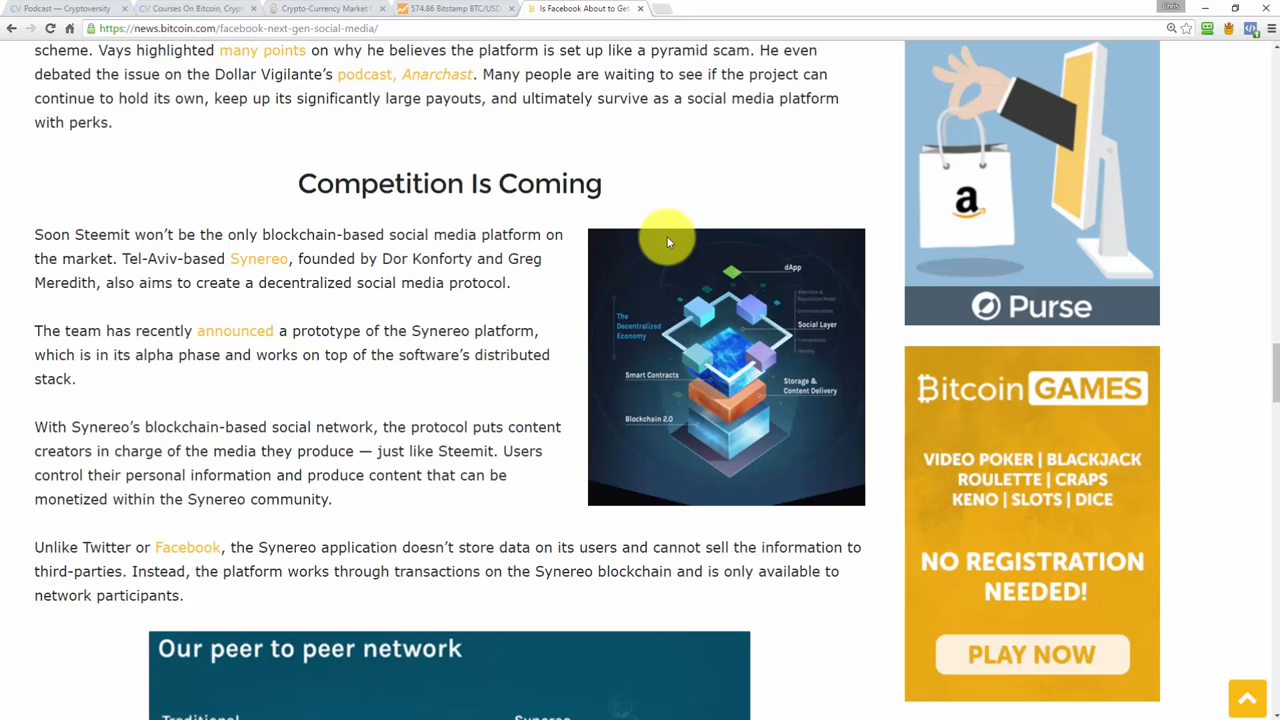 CV Podcast — Cryptoversity
CV Courses On Bitcoin, Crypt
Crypto-Currency Market C
574.86 Bitstamp BTC/USD
Is Facebook About to Get
Chris
https://news.bitcoin.com/facebook-next-gen-social-media/
scheme. Vays highlighted many points on why he believes the platform is set up like a pyramid scam. He even
debated the issue on the Dollar Vigilante’s podcast, Anarchast. Many people are waiting to see if the project can
continue to hold its own, keep up its significantly large payouts, and ultimately survive as a social media platform
with perks.
Competition Is Coming
Soon Steemit won’t be the only blockchain-based social media platform on
the market. Tel-Aviv-based Synereo, founded by Dor Konforty and Greg
Meredith, also aims to create a decentralized social media protocol.
The team has recently announced a prototype of the Synereo platform,
which is in its alpha phase and works on top of the software’s distributed
stack.
With Synereo’s blockchain-based social network, the protocol puts content
creators in charge of the media they produce — just like Steemit. Users
control their personal information and produce content that can be
monetized within the Synereo community.
dApp
Attention &
Reputation Model
Communication
The
Decentralized
Economy
Social Layer
Transactions
Identity
Smart Contracts
Storage &
Content Delivery
Blockchain 2.0
Unlike Twitter or Facebook, the Synereo application doesn’t store data on its users and cannot sell the information to
third-parties. Instead, the platform works through transactions on the Synereo blockchain and is only available to
network participants.
Our peer to peer network
Traditional
Synereo
a
Purse
Bitcoin GAMES
VIDEO POKER | BLACKJACK
ROULETTE | CRAPS
KENO | SLOTS | DICE
NO REGISTRATION
NEEDED!
PLAY NOW